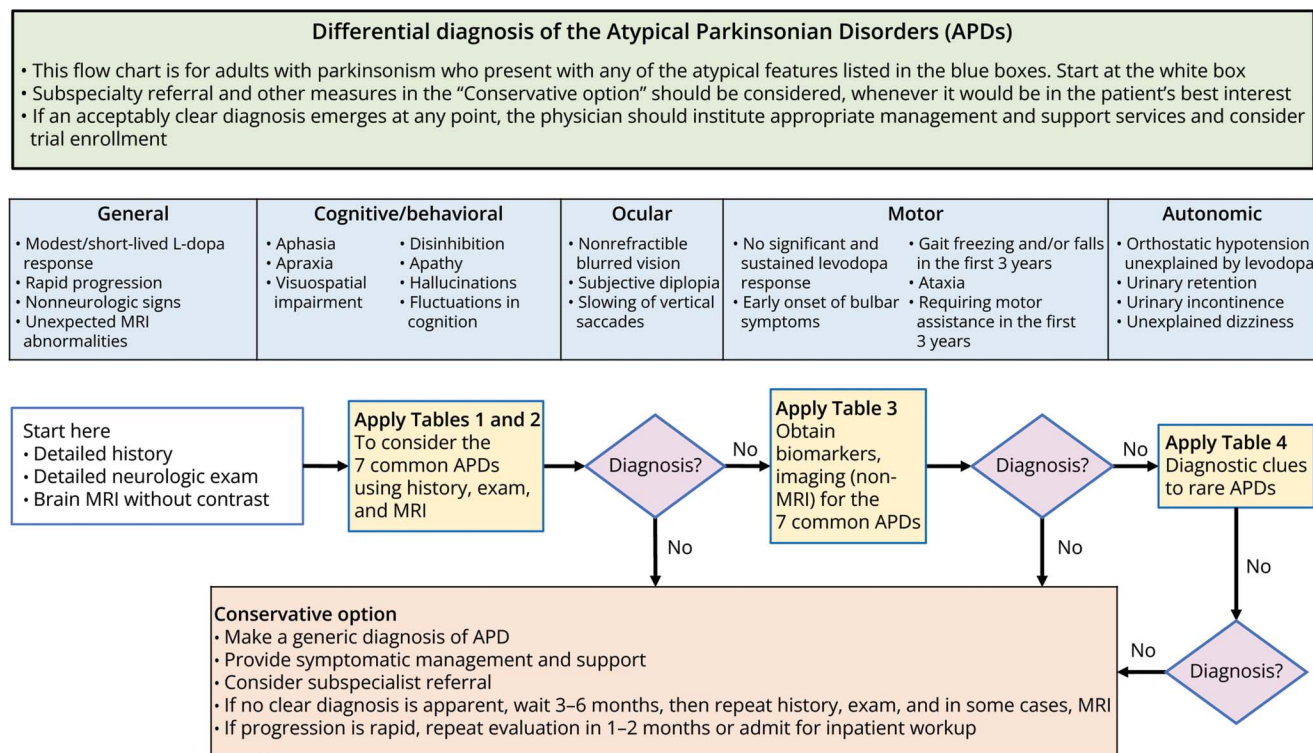 Differential diagnosis of the Atypical Parkinsonian Disorders (APDs)
• This flow chart is for adults with parkinsonism who present with any of the atypical features listed in the blue boxes. Start at the white box
• Subspecialty referral and other measures in the “Conservative option” should be considered, whenever it would be in the patient’s best interest
• If an acceptably clear diagnosis emerges at any point, the physician should institute appropriate management and support services and consider
trial enrollment
General
• Modest/short-lived L-dopa
response
• Rapid progression
• Nonneurologic signs
• Unexpected MRI
abnormalities
Cognitive/behavioral
• Aphasia
• Apraxia
• Visuospatial
impairment
• Disinhibition
• Apathy
• Hallucinations
• Fluctuations in
cognition
Ocular
• Nonrefractible
blurred vision
• Subjective diplopia
• Slowing of vertical
saccades
Motor
• No significant and
sustained levodopa
response
• Early onset of bulbar
symptoms
• Gait freezing and/or falls
in the first 3 years
• Ataxia
• Requiring motor
assistance in the first
3 years
Autonomic
• Orthostatic hypotension
unexplained by levodopa
• Urinary retention
• Urinary incontinence
• Unexplained dizziness
Start here
• Detailed history
• Detailed neurologic exam
• Brain MRI without contrast
Apply Tables 1 and 2
To consider the
7 common APDs
using history, exam,
and MRI
Diagnosis?
No
No
Apply Table 3
Obtain
biomarkers,
imaging (non-
MRI) for the
7 common APDs
Diagnosis?
No
No
Apply Table 4
Diagnostic clues
to rare APDs
No
Diagnosis?
No
Conservative option
• Make a generic diagnosis of APD
• Provide symptomatic management and support
• Consider subspecialist referral
• If no clear diagnosis is apparent, wait 3–6 months, then repeat history, exam, and in some cases, MRI
• If progression is rapid, repeat evaluation in 1–2 months or admit for inpatient workup